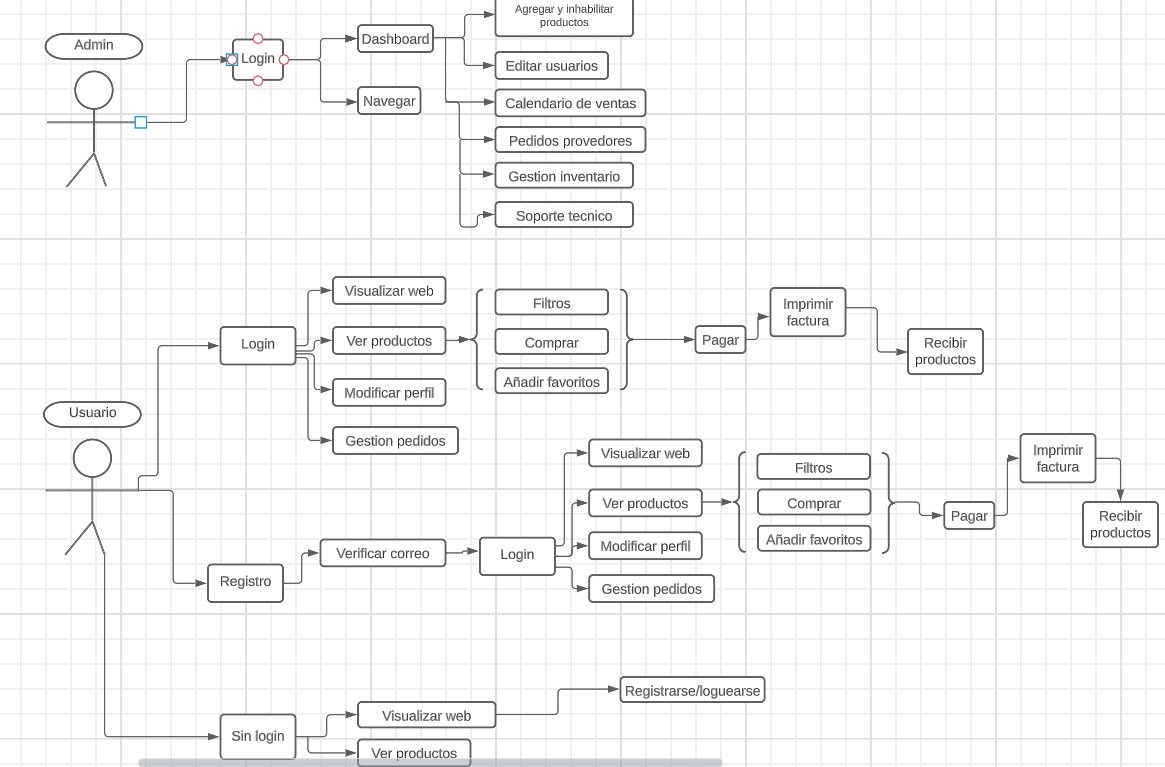 Admin
Login
Dashboard
Navegar
Agregar y inhabilitar
productos
Editar usuarios
Calendario de ventas
Pedidos provedores
Gestion inventario
Soporte tecnico
Usuario
Login
Visualizar web
Ver productos
Modificar perfil
Gestion pedidos
Filtros
Comprar
Añadir favoritos
Pagar
Imprimir
factura
Recibir
productos
Registro
Verificar correo
Login
Visualizar web
Ver productos
Modificar perfil
Gestion pedidos
Filtros
Comprar
Añadir favoritos
Pagar
Imprimir
factura
Recibir
productos
Sin login
Visualizar web
Ver productos
Registrarse/loguearse